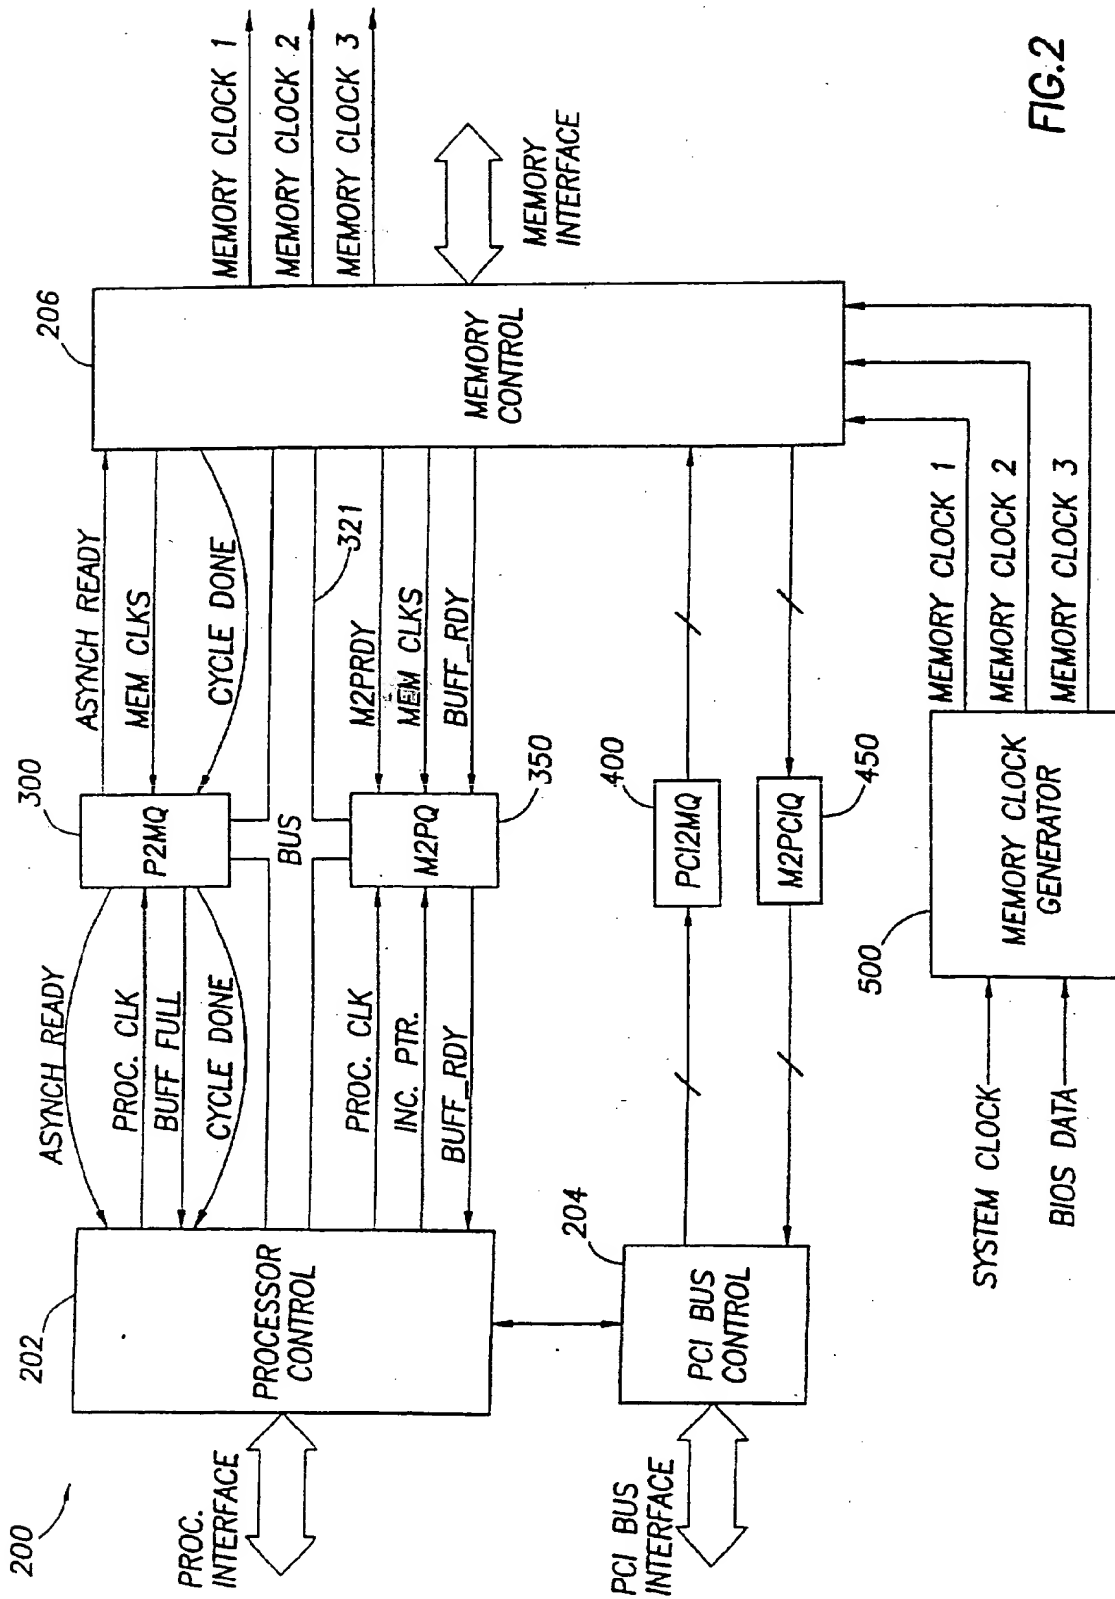 200
PROC.
INTERFACE
202
PROCESSOR
CONTROL
ASYNCH READY
PROC. CLK
BUFF FULL
CYCLE DONE
300
P2MQ
ASYNCH READY
MEM CLKS
CYCLE DONE
206
MEMORY
CONTROL
MEMORY CLOCK 1
MEMORY CLOCK 2
MEMORY CLOCK 3
MEMORY
INTERFACE
BUS
321
PROC. CLK
INC. PTR.
BUFF_RDY
M2PQ
350
M2PRDY
MEM CLKS
BUFF_RDY
PCI BUS
INTERFACE
204
PCI BUS
CONTROL
400
PCI2MQ
M2PCIQ
450
SYSTEM CLOCK
BIOS DATA
500
MEMORY CLOCK
GENERATOR
MEMORY CLOCK 1
MEMORY CLOCK 2
MEMORY CLOCK 3
FIG.2